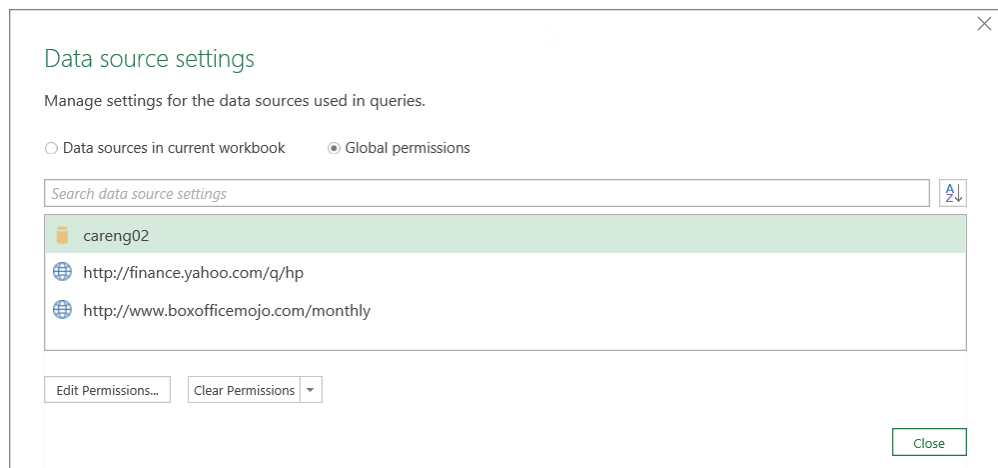 Data source settings
Manage settings for the data sources used in queries.
Data sources in current workbook Global permissions
Search data source settings
AZ
careng02
http://finance.yahoo.com/q/hp
http://www.boxofficemojo.com/monthly
Edit Permissions... Clear Permissions
Close